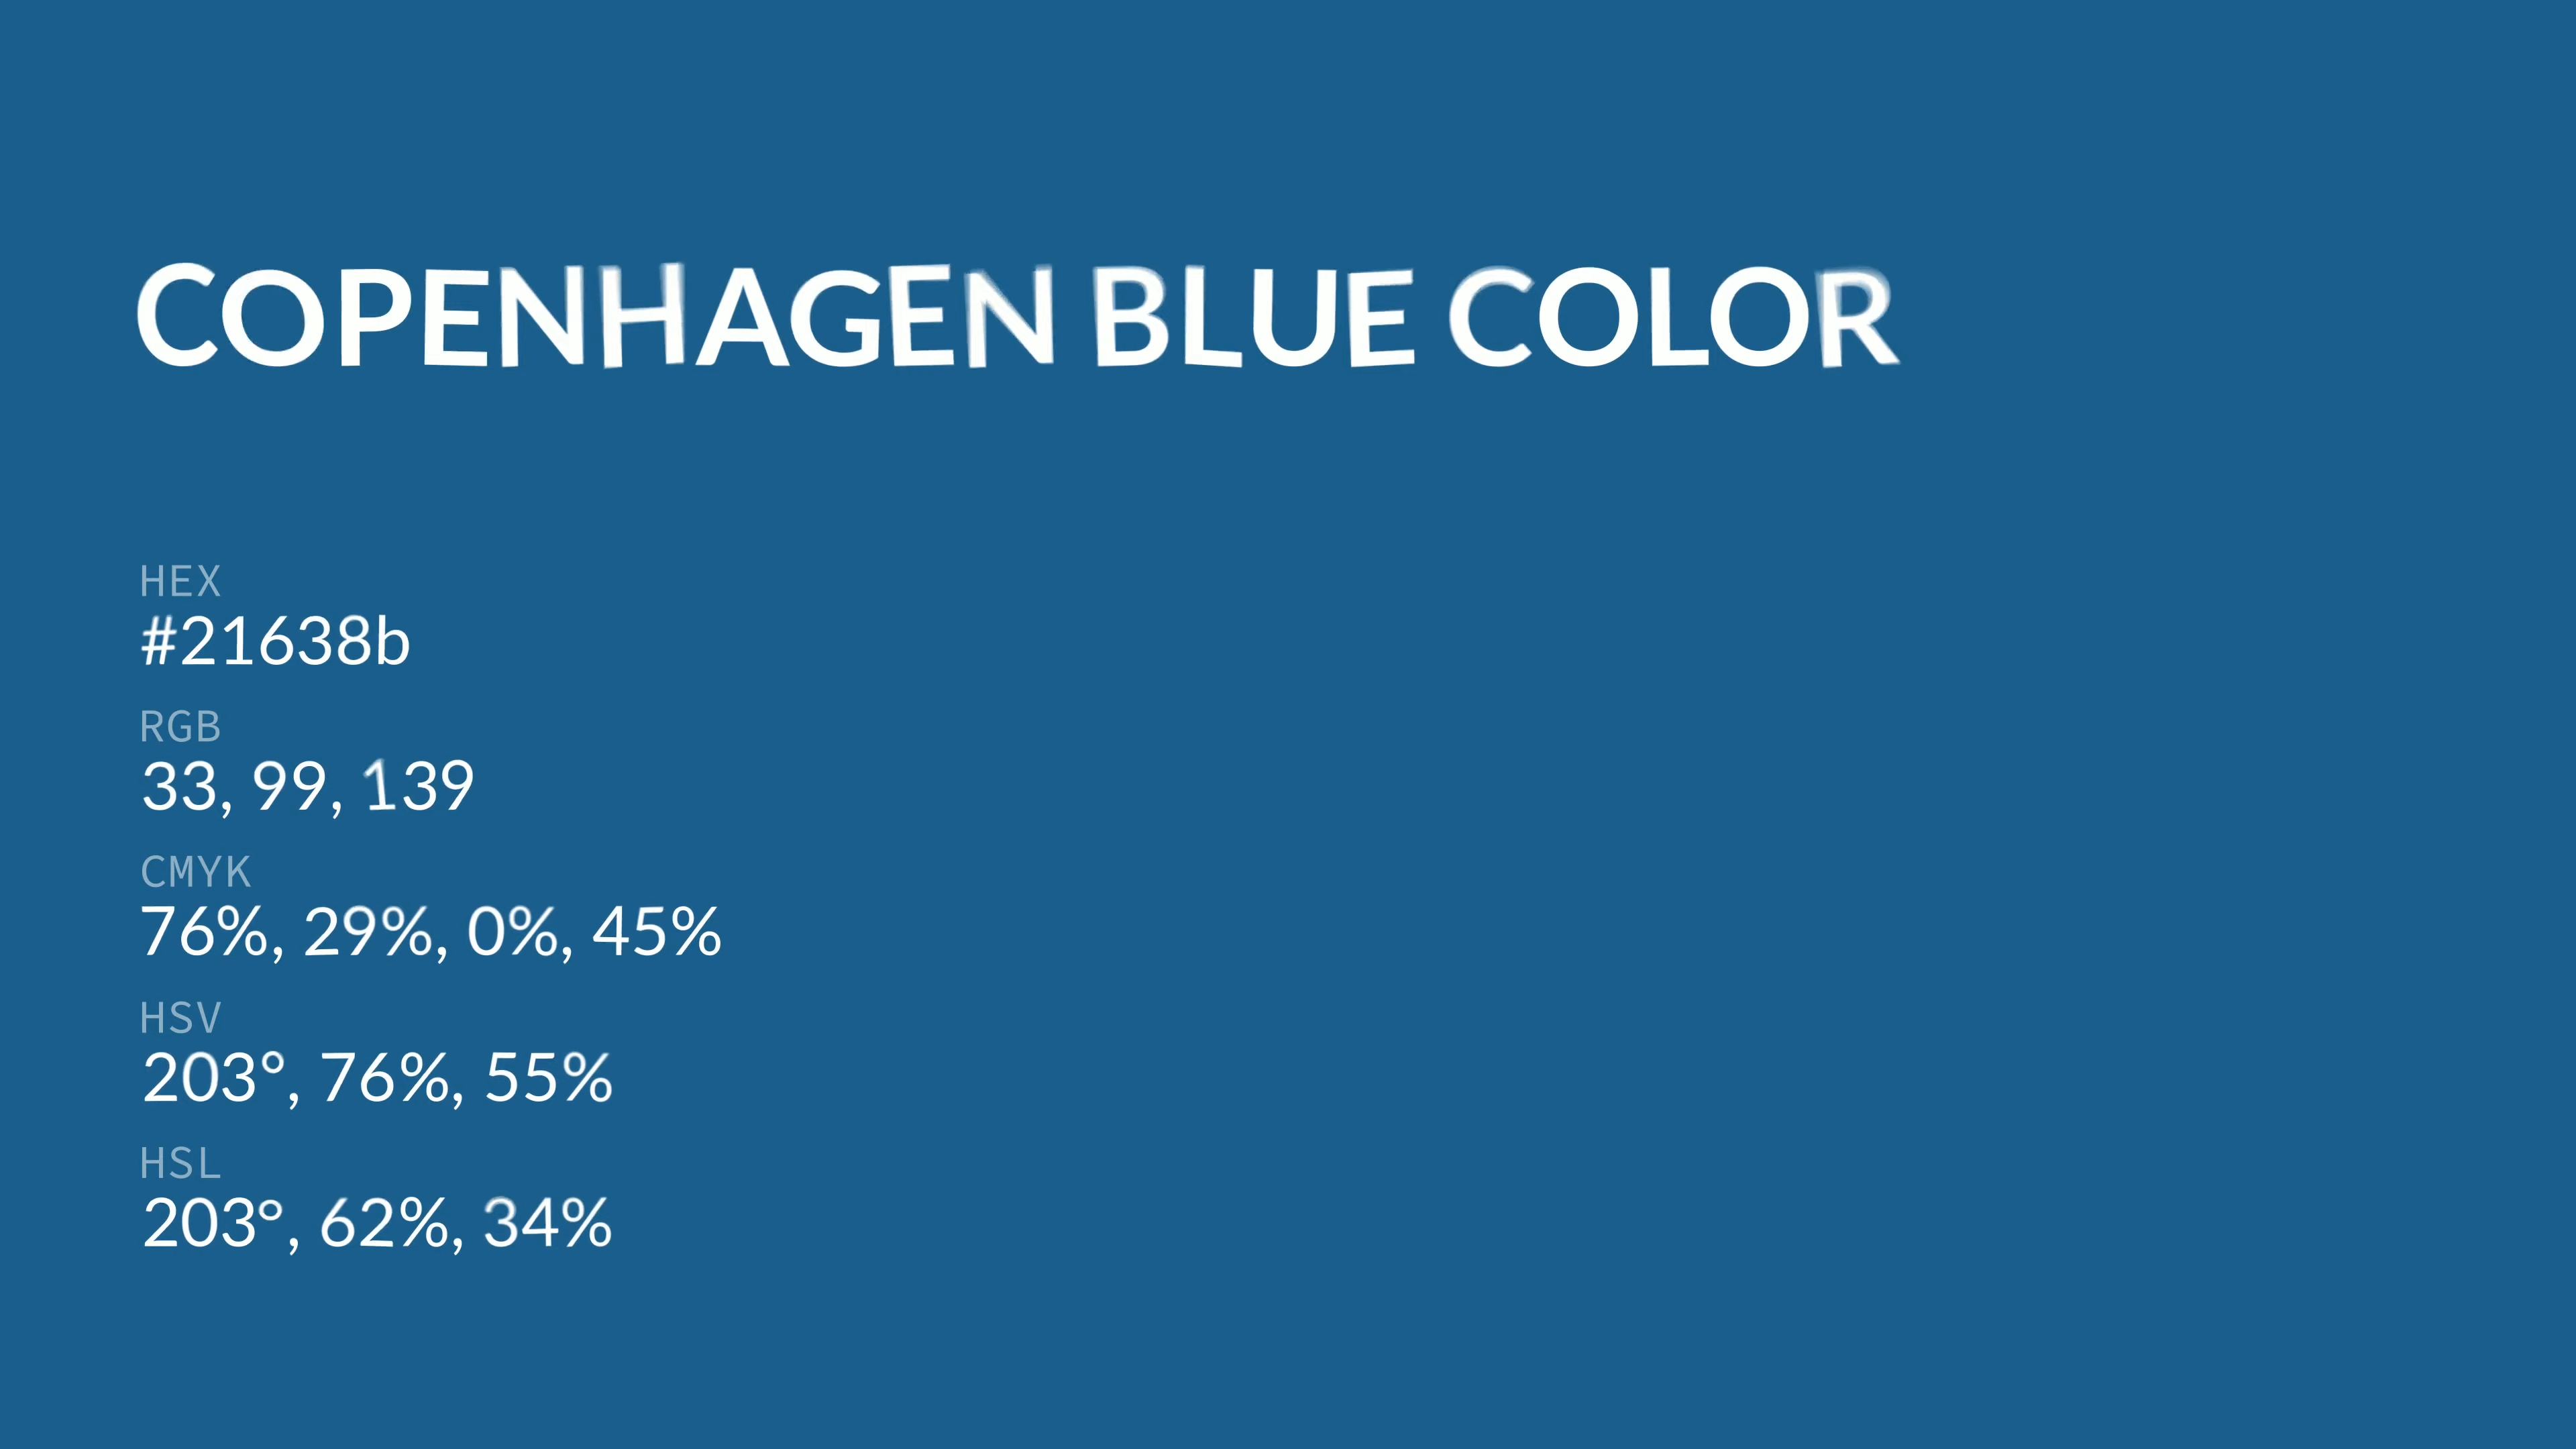 COPENHAGEN BLUE COLOR
HEX
#21638b
RGB
33, 99, 139
CMYK
76%, 29%, 0%, 45%
HSV
203°, 76%, 55%
HSL
203°, 62%, 34%